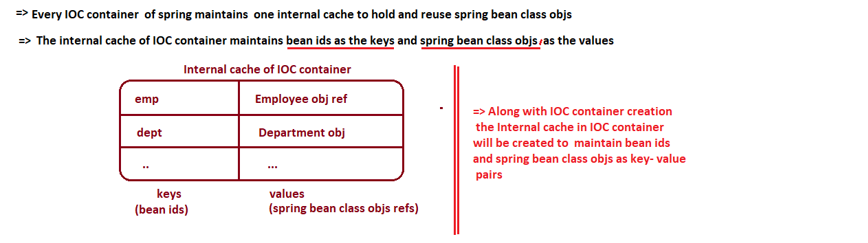 => Every IOC container of spring maintains one internal cache to hold and reuse spring bean class objs
=> The internal cache of IOC container maintains bean ids as the keys and spring bean class objs, as the values
Internal cache of IOC container
emp Employee obj ref
dept Department obj
.. ...
keys values
(bean ids) (spring bean class objs refs)
=> Along with IOC container creation
the Internal cache in IOC container
will be created to maintain bean ids
and spring bean class objs as key- value
pairs